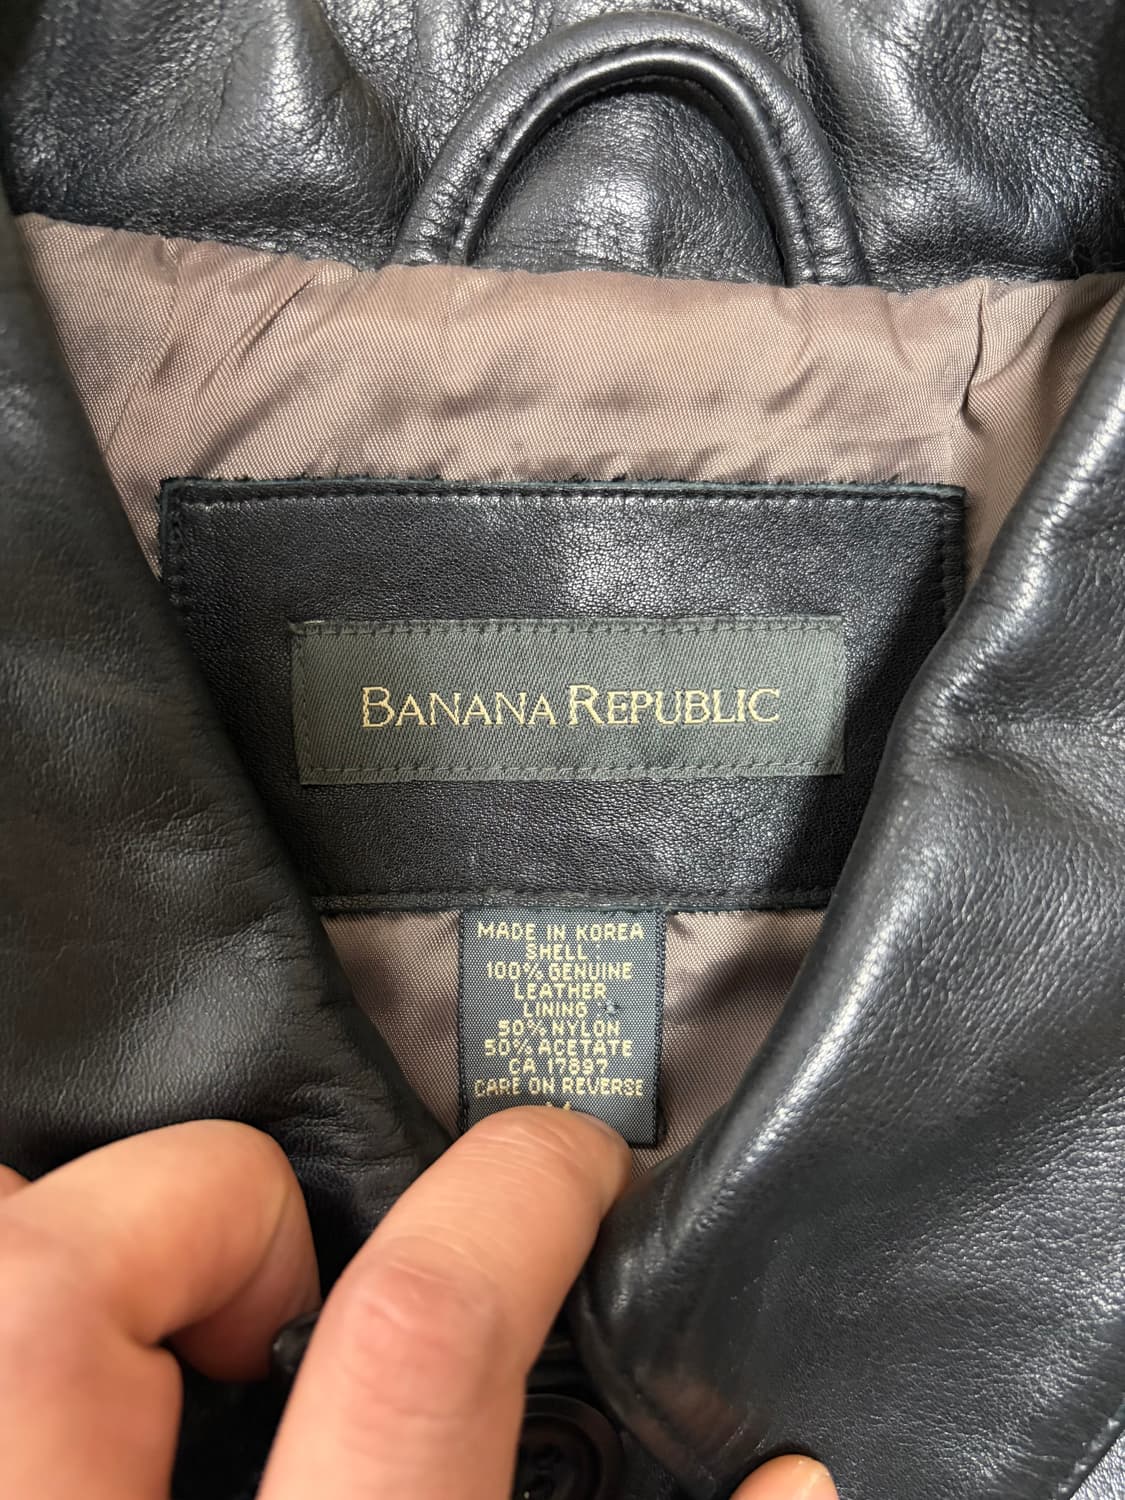 BANANA REPUBLIC
MADE IN KOREA
SHELL
100% GENUINE
LEATHER
LINING
50% NYLON
50% ACETATE
CA 17897
CARE ON REVERSE